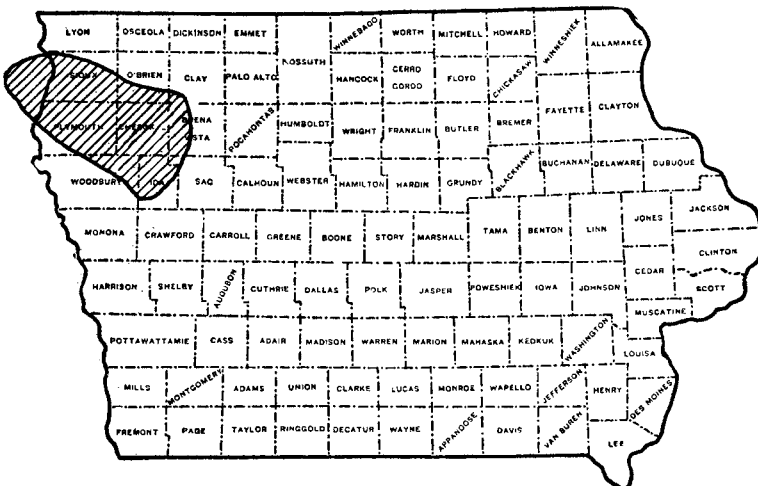 LYON OSCEOLA DICKINSON EMMET KOSSUTH WINNEBAGO WORTH MITCHELL HOWARD WINNESHIEK ALLAMAKEE
SIOUX O'BRIEN CLAY PALO ALTO HANCOCK CERRO
GORDO FLOYD CHICKASAW FAYETTE CLAYTON
PLYMOUTH CHEROK BUENA
VISTA POCAHONTAS HUMBOLDT WRIGHT FRANKLIN BUTLER BREMER
WOODBURY IDA SAC CALHOUN WEBSTER HAMILTON HARDIN GRUNDY BLACKHAWK BUCHANAN DELAWARE DUBUQUE
MONONA CRAWFORD CARROLL GREENE BOONE STORY MARSHALL TAMA BENTON LINN JONES JACKSON
CLINTON
HARRISON SHELBY AUDUBON GUTHRIE DALLAS POLK JASPER POWESHIEK IOWA JOHNSON CEDAR SCOTT
MUSCATINE
POTTAWATTAMIE CASS ADAIR MADISON WARREN MARION MAHASKA KEOKUK WASHINGTON LOUISA
MILLS MONTGOMERY ADAMS UNION CLARKE LUCAS MONROE WAPELLO JEFFERSON HENRY DES MOINES
FREMONT PAGE TAYLOR RINGGOLD DECATUR WAYNE APPANOOSE DAVIS VAN BUREN LEE